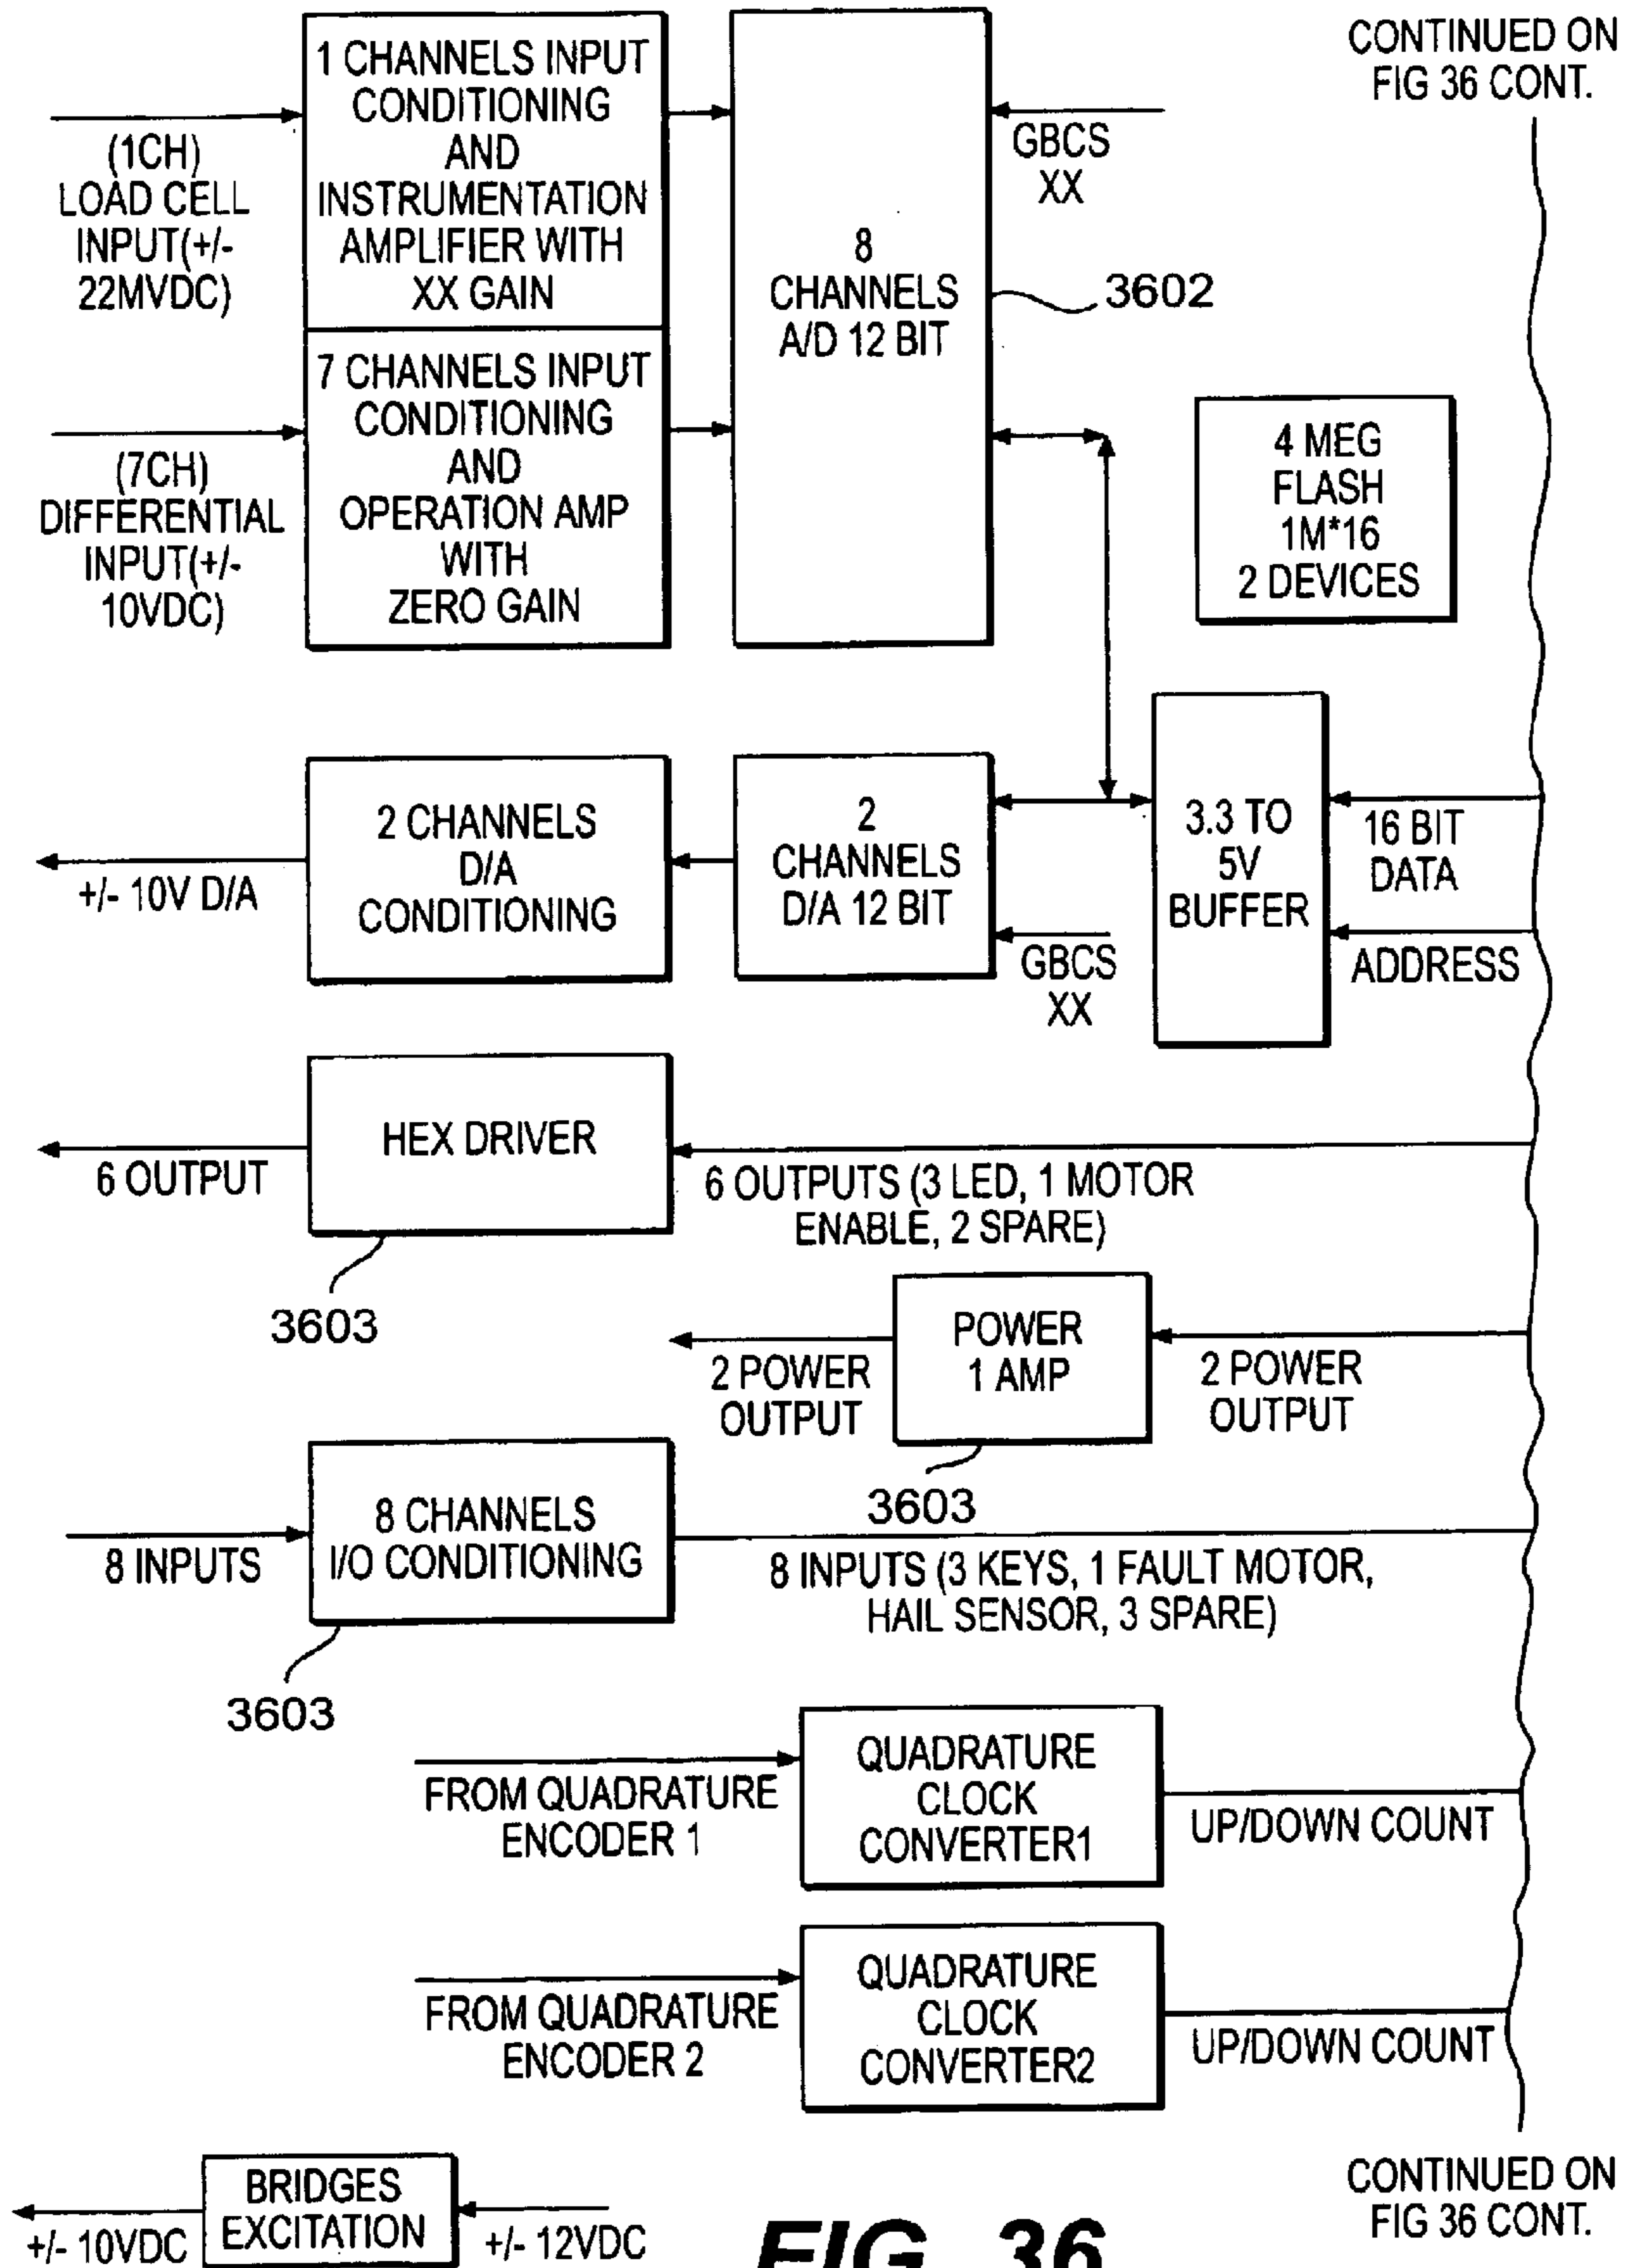 CONTINUED ON
FIG 36 CONT.
1 CHANNELS INPUT
CONDITIONING
AND
INSTRUMENTATION
AMPLIFIER WITH
XX GAIN
(1CH)
LOAD CELL
INPUT(+/-
22MVDC)
8
CHANNELS
A/D 12 BIT
GBCS
XX
3602
7 CHANNELS INPUT
CONDITIONING
AND
OPERATION AMP
WITH
ZERO GAIN
(7CH)
DIFFERENTIAL
INPUT(+/-
10VDC)
4 MEG
FLASH
1M*16
2 DEVICES
2 CHANNELS
D/A
CONDITIONING
+/- 10V D/A
2
CHANNELS
D/A 12 BIT
GBCS
XX
3.3 TO
5V
BUFFER
16 BIT
DATA
ADDRESS
HEX DRIVER
6 OUTPUT
6 OUTPUTS (3 LED, 1 MOTOR
ENABLE, 2 SPARE)
3603
POWER
1 AMP
2 POWER
OUTPUT
2 POWER
OUTPUT
3603
8 CHANNELS
I/O CONDITIONING
8 INPUTS
8 INPUTS (3 KEYS, 1 FAULT MOTOR,
HAIL SENSOR, 3 SPARE)
3603
QUADRATURE
CLOCK
CONVERTER1
FROM QUADRATURE
ENCODER 1
UP/DOWN COUNT
QUADRATURE
CLOCK
CONVERTER2
FROM QUADRATURE
ENCODER 2
UP/DOWN COUNT
BRIDGES
EXCITATION
+/- 10VDC
+/- 12VDC
CONTINUED ON
FIG 36 CONT.
FIG. 36